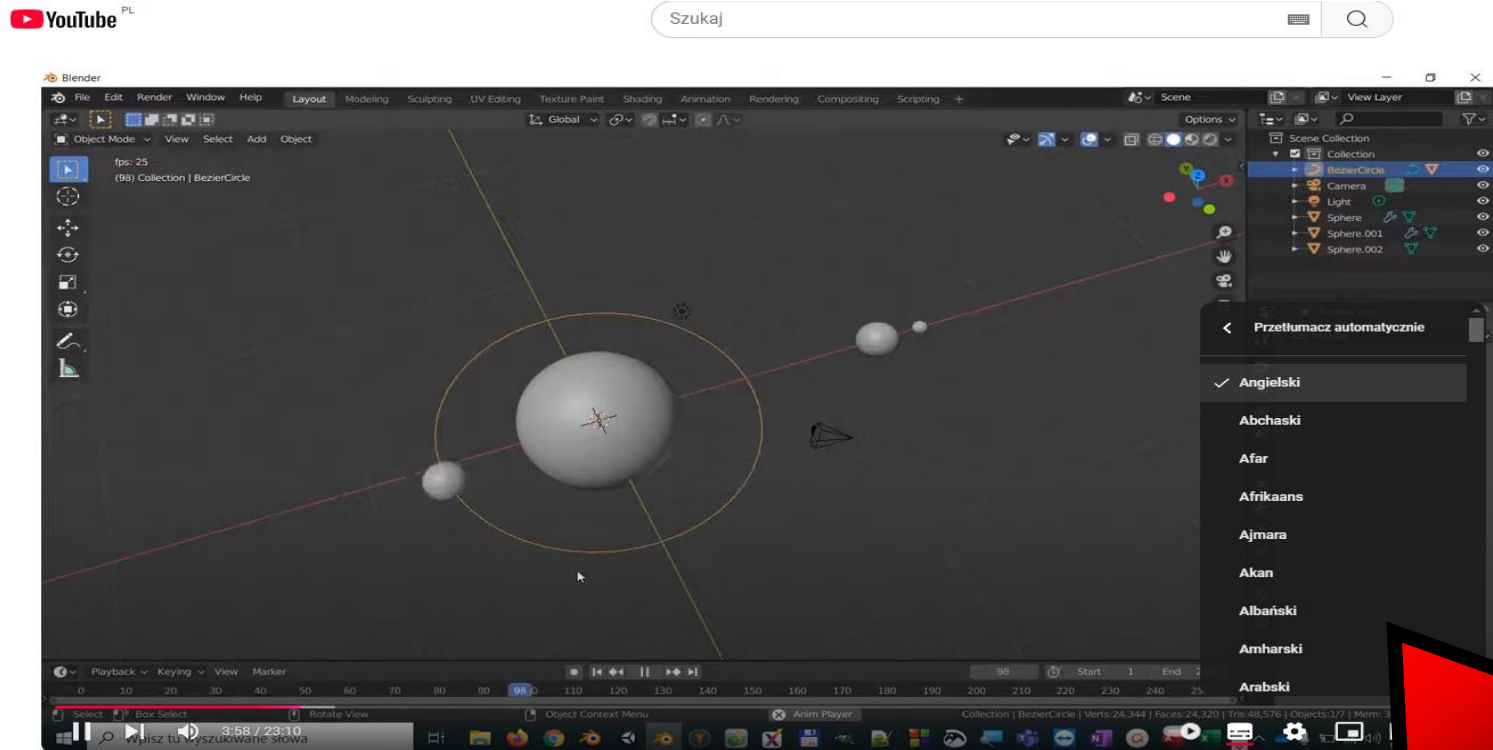 YouTube PL
Szukaj
Blender
File Edit Render Window Help Layout Modeling Sculpting UV Editing Texture Paint Shading Animation Rendering Compositing Scripting + Scene View Layer
Global Options
Object Mode View Select Add Object
Scene Collection
fps: 25
Collection
(98) Collection | BezierCircle
BezierCircle
Camera
Light
Sphere
Sphere.001
Sphere.002
Przetłumacz automatycznie
Angielski
Abchaski
Afar
Afrikaans
Ajmara
Akan
Albański
Amharski
Arabski
Playback Keying View Marker 98 Start 1 End
0 10 20 30 40 50 60 70 80 90 98 110 120 130 140 150 160 170 180 190 200 210 220 230 240
Select Box Select Rotate View Object Context Menu Anim Player Collection | BezierCircle | Verts:24,344 | Faces:24,320 | Tris:48,576 | Objects:1/7 | Mem:
3:58 / 23:10
Wpisz tu wyszukiwane słowa